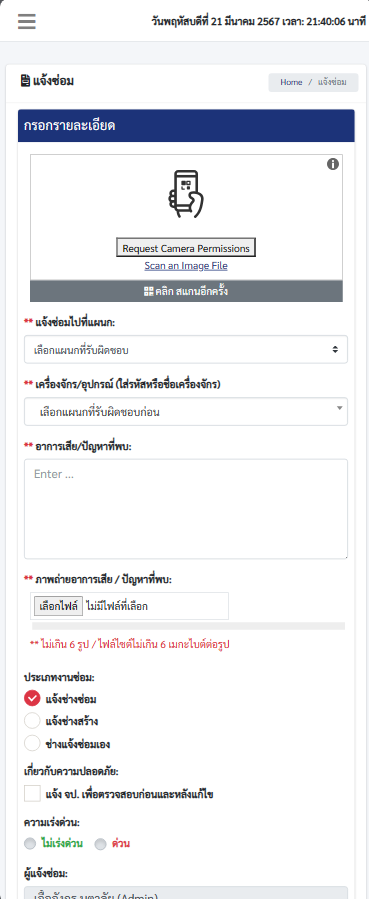 วันพฤหัสบดีที่ 21 มีนาคม 2567 เวลา: 21:40:06 นาที
แจ้งซ่อม
Home / แจ้งซ่อม
กรอกรายละเอียด
Request Camera Permissions
Scan an Image File
คลิก สแกนอีกครั้ง
** แจ้งซ่อมไปที่แผนก:
เลือกแผนกที่รับผิดชอบ
** เครื่องจักร/อุปกรณ์ (ใส่รหัสหรือชื่อเครื่องจักร)
เลือกแผนกที่รับผิดชอบก่อน
** อาการเสีย/ปัญหาที่พบ:
Enter ...
** ภาพถ่ายอาการเสีย / ปัญหาที่พบ:
เลือกไฟล์ ไม่มีไฟล์ที่เลือก
** ไม่เกิน 6 รูป / ไฟล์ไซต์ไม่เกิน 6 เมกะไบต์ต่อรูป
ประเภทงานซ่อม:
แจ้งช่างซ่อม
แจ้งช่างสร้าง
ช่างแจ้งซ่อมเอง
เกี่ยวกับความปลอดภัย:
แจ้ง จป. เพื่อตรวจสอบก่อนและหลังแก้ไข
ความเร่งด่วน:
ไม่เร่งด่วน ด่วน
ผู้แจ้งซ่อม:
(Admin)